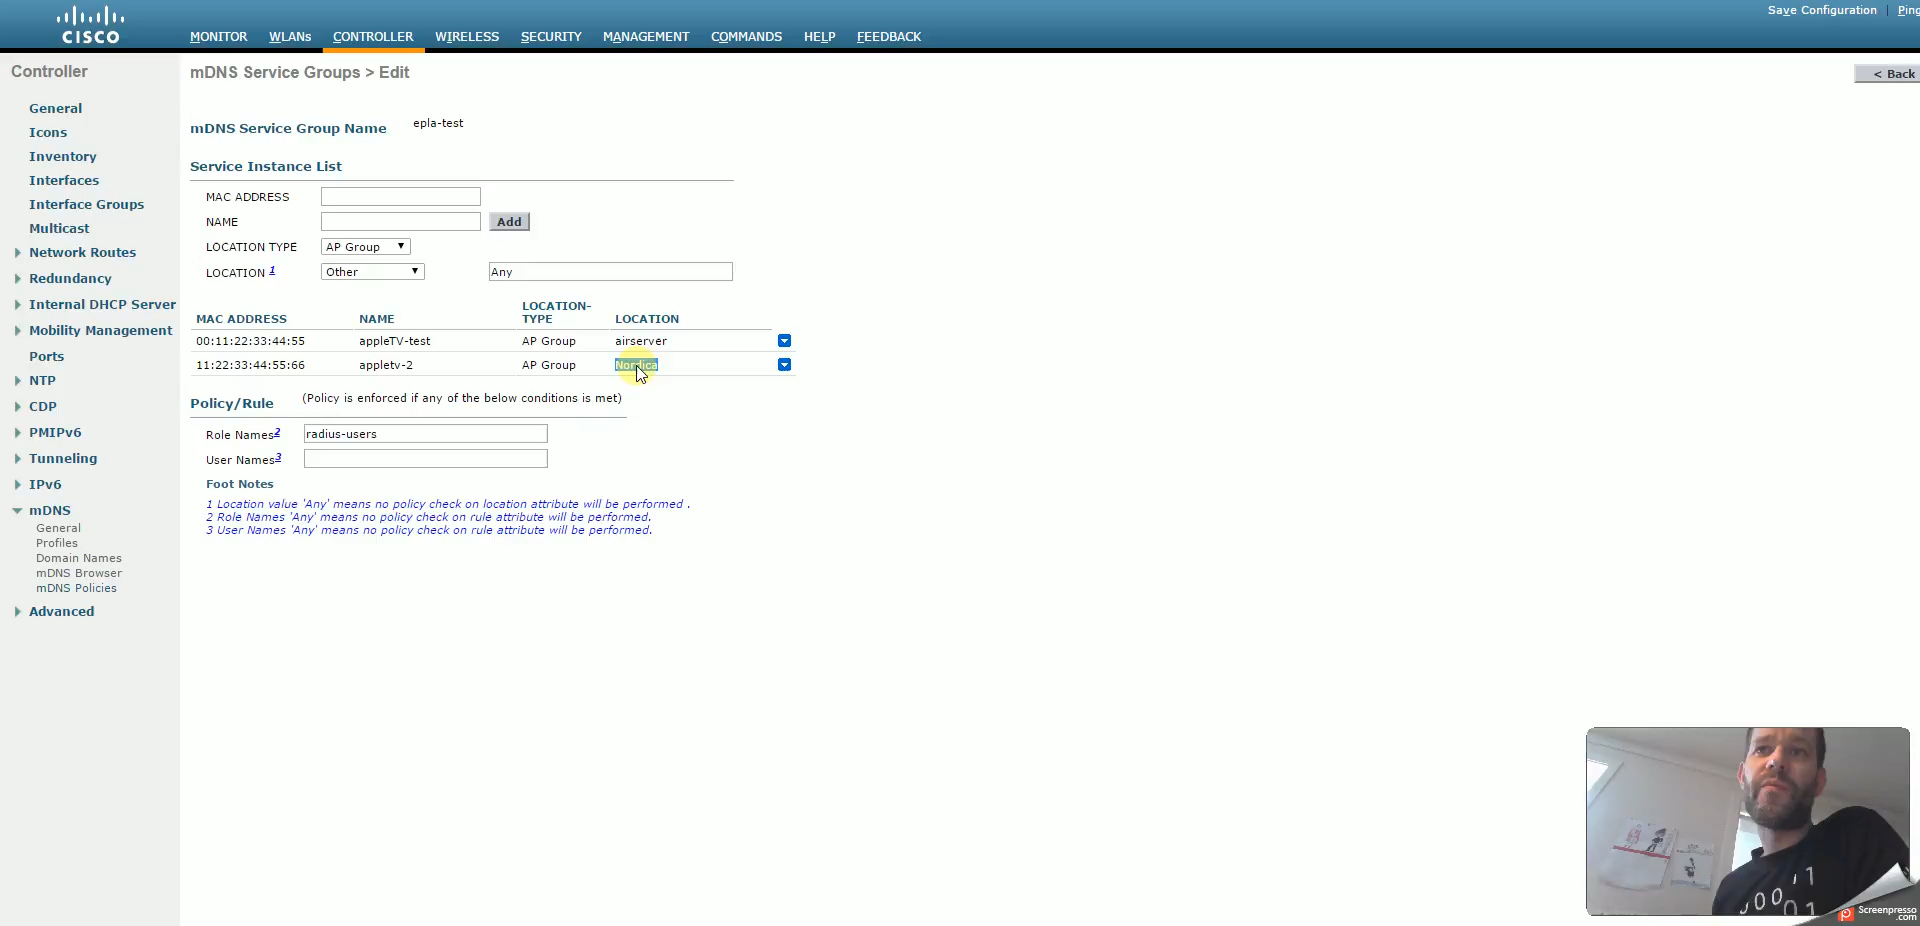 Save Configuration | Ping
CISCO
MONITOR WLANs CONTROLLER WIRELESS SECURITY MANAGEMENT COMMANDS HELP FEEDBACK
Controller
General
Icons
Inventory
Interfaces
Interface Groups
Multicast
Network Routes
Redundancy
Internal DHCP Server
Mobility Management
Ports
NTP
CDP
PMIPv6
Tunneling
IPv6
mDNS
General
Profiles
Domain Names
mDNS Browser
mDNS Policies
Advanced
mDNS Service Groups > Edit
< Back
mDNS Service Group Name epla-test
Service Instance List
MAC ADDRESS
NAME Add
LOCATION TYPE AP Group
LOCATION 1 Other Any
MAC ADDRESS NAME LOCATION-TYPE LOCATION
00:11:22:33:44:55 appleTV-test AP Group airserver
11:22:33:44:55:66 appletv-2 AP Group Nordica
Policy/Rule (Policy is enforced if any of the below conditions is met)
Role Names2 radius-users
User Names3
Foot Notes
1 Location value 'Any' means no policy check on location attribute will be performed .
2 Role Names 'Any' means no policy check on rule attribute will be performed.
3 User Names 'Any' means no policy check on rule attribute will be performed.
Screenpresso
.com